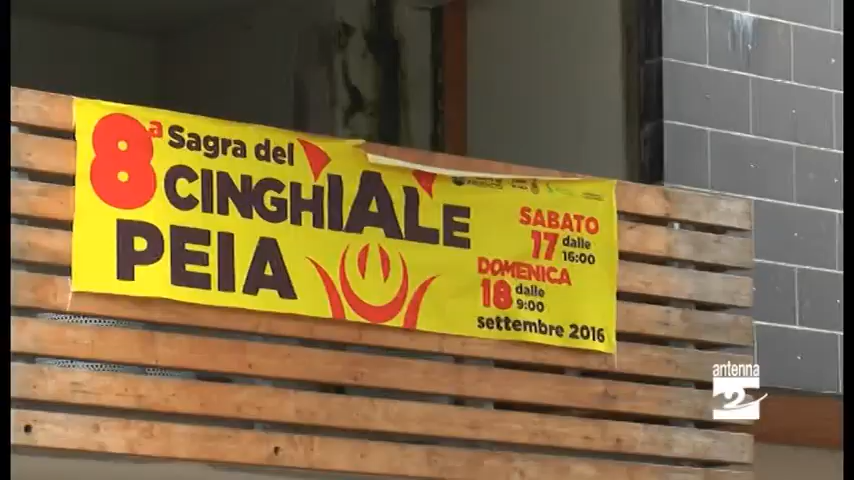 8ª Sagra del
CINGHIALE
PEIA
SABATO
17 dalle 16:00
DOMENICA
18 dalle 9:00
settembre 2016
antenna
2